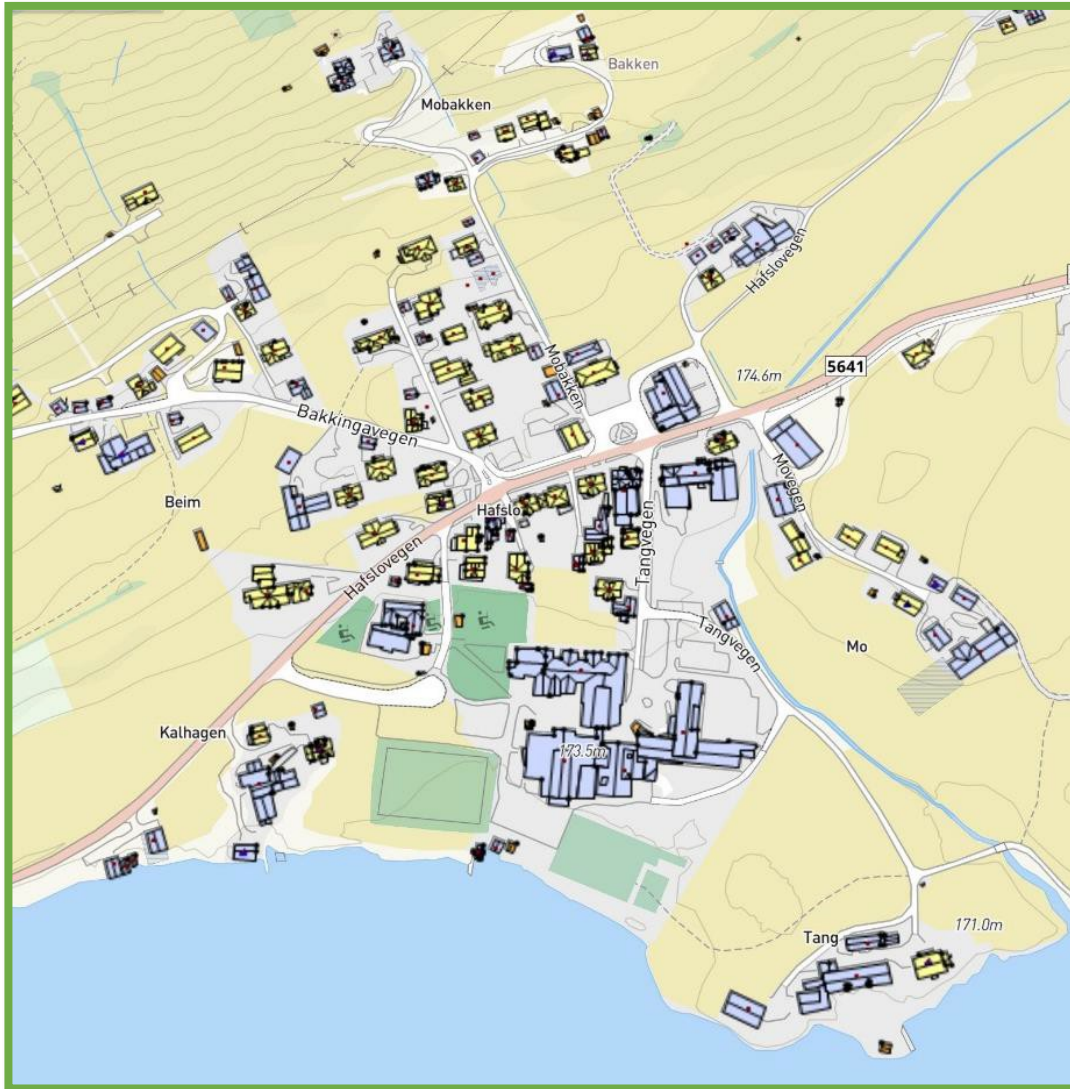 Bakken
Mobakken
Hafslovegen
5641
174.6m
Mobakken
Bakkingavegen
Movegen
Beim
Hafslo
Hafslovegen
Tangvegen
Tangvegen
Mo
Kalhagen
173.5m
Tang
171.0m